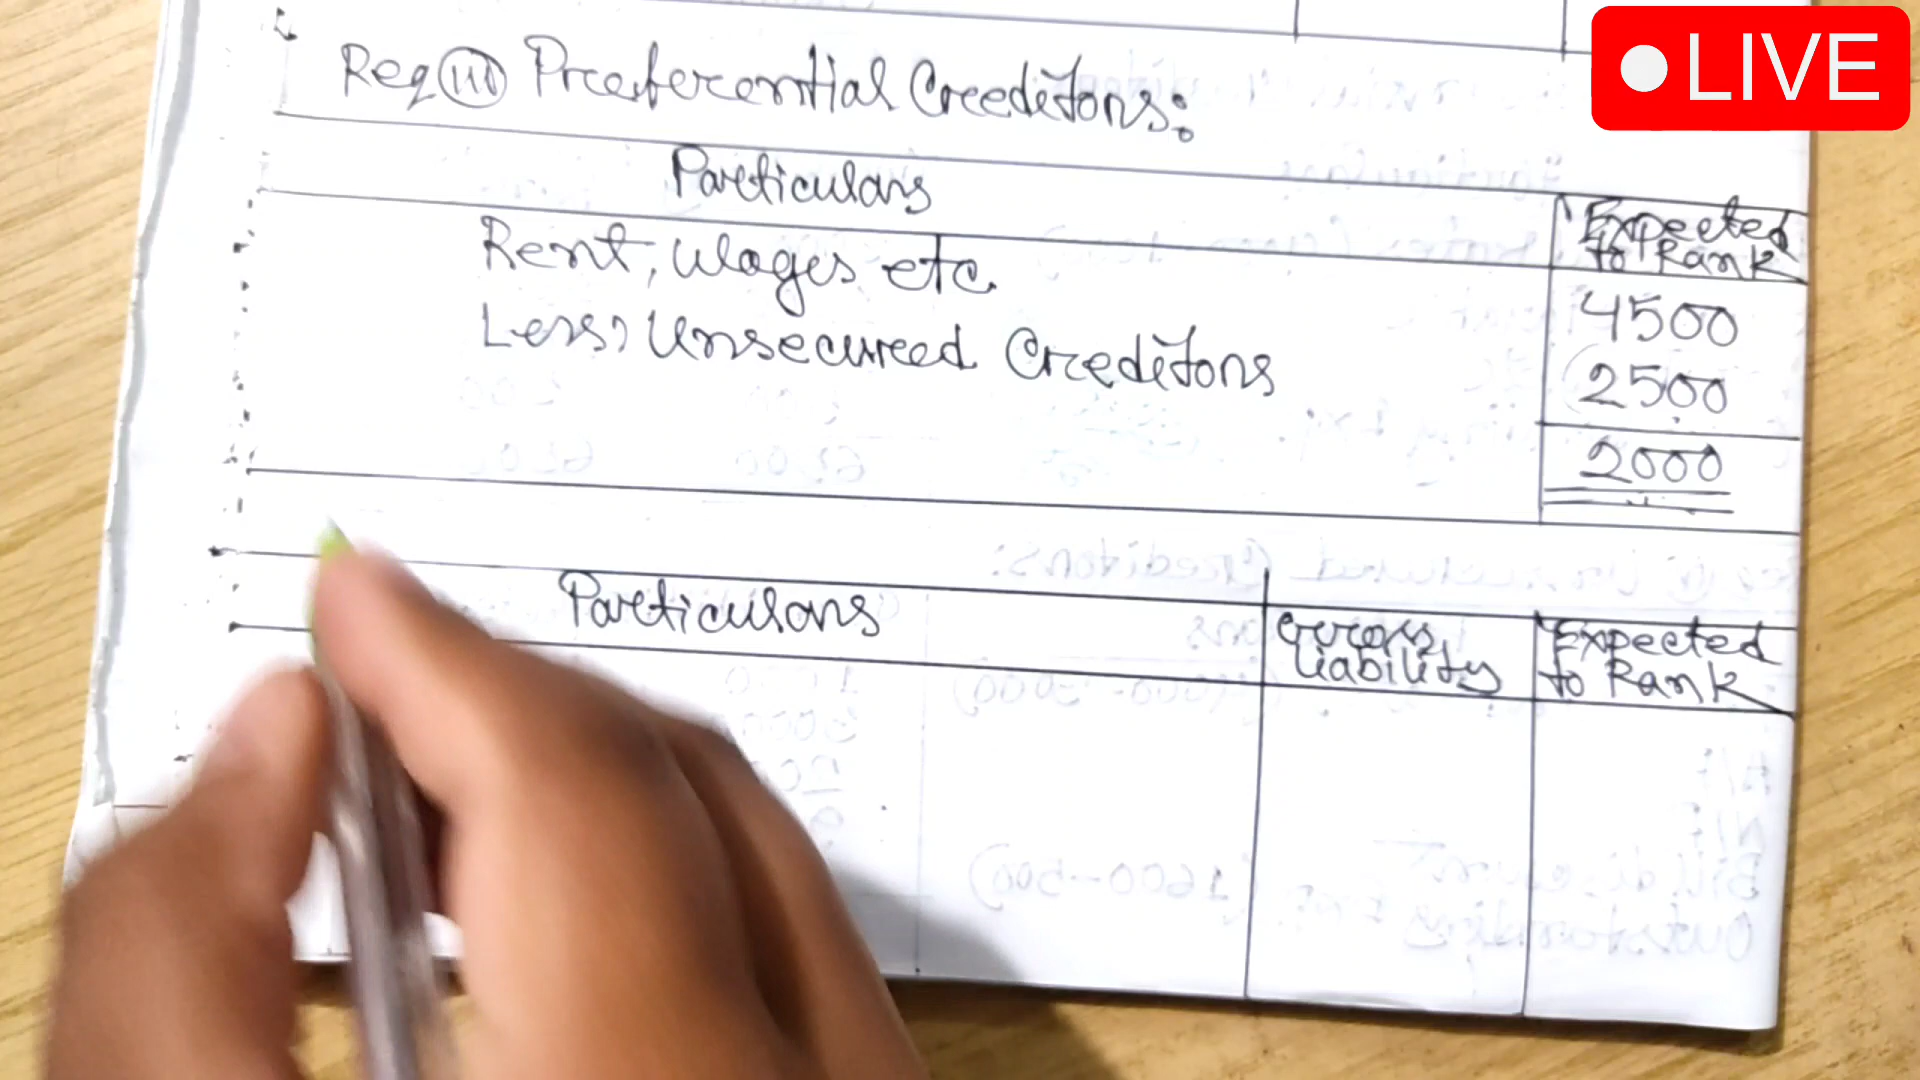 LIVE
Req (iii) Preferential Creditors:
Particulars
Expected to Rank
Rent, Wages etc. 4500
Less: Unsecured Creditors 2500
2000
Particulars
Gross Liability
Expected to Rank